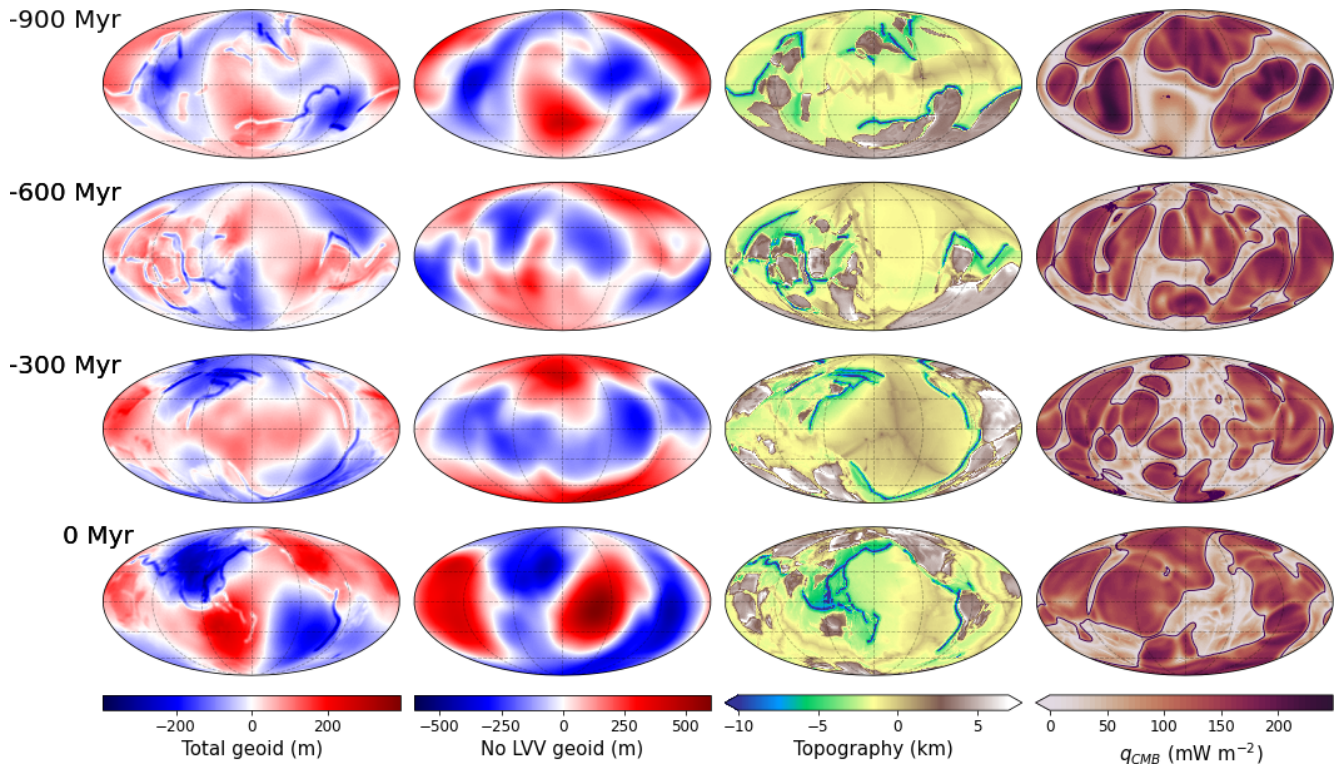 -900 Myr
-600 Myr
-300 Myr
0 Myr
−200 0 200
Total geoid (m)
−500 −250 0 250 500
No LVV geoid (m)
−10 −5 0 5
Topography (km)
0 50 100 150 200
q_CMB (mW m⁻²)